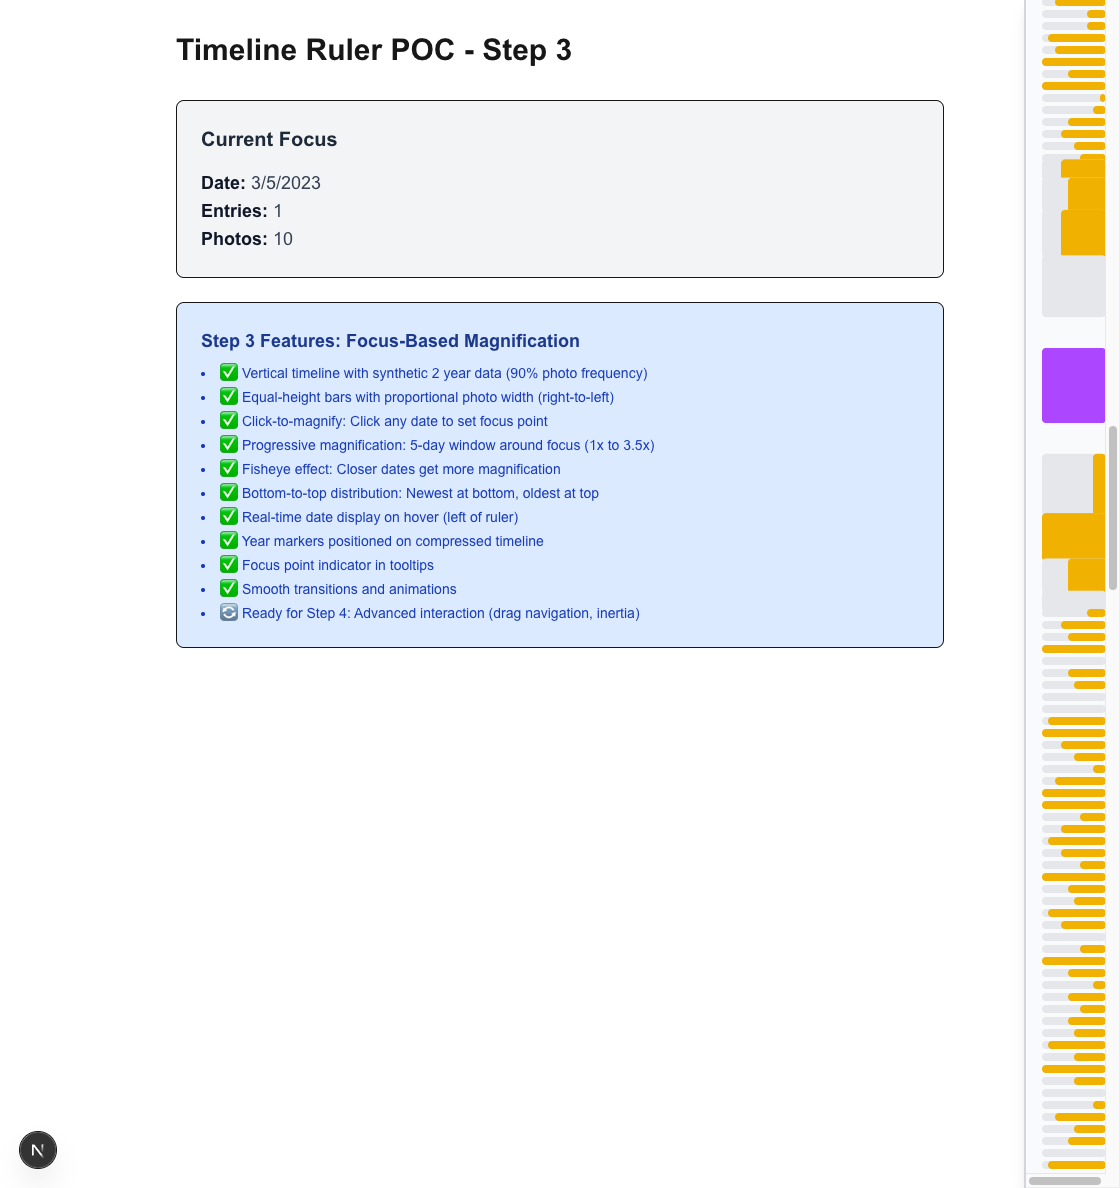 Timeline Ruler POC - Step 3
Current Focus
Date: 3/5/2023
Entries: 1
Photos: 10
Step 3 Features: Focus-Based Magnification
• ✅ Vertical timeline with synthetic 2 year data (90% photo frequency)
• ✅ Equal-height bars with proportional photo width (right-to-left)
• ✅ Click-to-magnify: Click any date to set focus point
• ✅ Progressive magnification: 5-day window around focus (1x to 3.5x)
• ✅ Fisheye effect: Closer dates get more magnification
• ✅ Bottom-to-top distribution: Newest at bottom, oldest at top
• ✅ Real-time date display on hover (left of ruler)
• ✅ Year markers positioned on compressed timeline
• ✅ Focus point indicator in tooltips
• ✅ Smooth transitions and animations
• 🔄 Ready for Step 4: Advanced interaction (drag navigation, inertia)
N